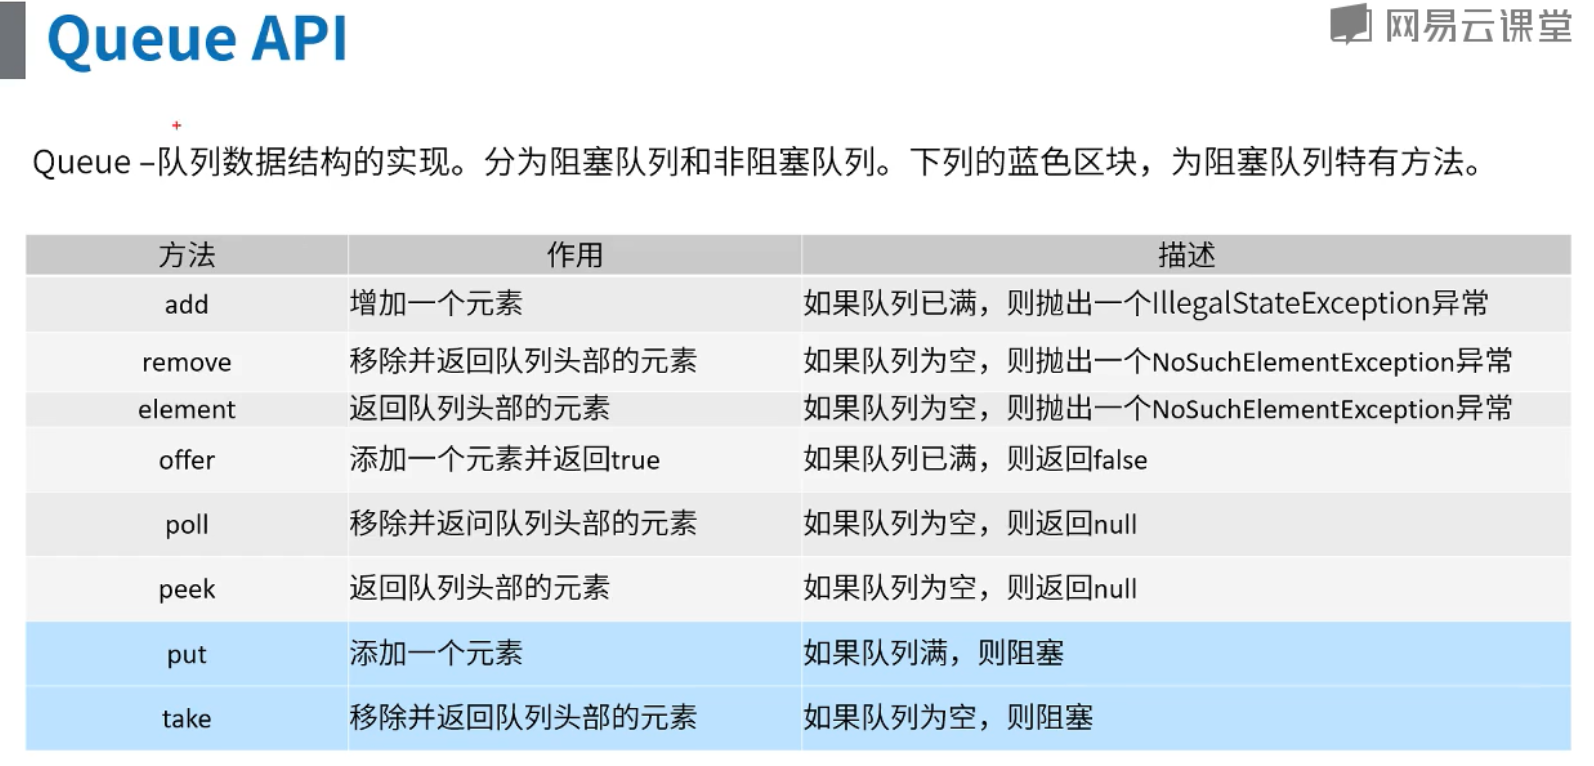 Queue API
网易云课堂
Queue –队列数据结构的实现。分为阻塞队列和非阻塞队列。下列的蓝色区块，为阻塞队列特有方法。
方法 作用 描述
add 增加一个元素 如果队列已满，则抛出一个IllegalStateException异常
remove 移除并返回队列头部的元素 如果队列为空，则抛出一个NoSuchElementException异常
element 返回队列头部的元素 如果队列为空，则抛出一个NoSuchElementException异常
offer 添加一个元素并返回true 如果队列已满，则返回false
poll 移除并返问队列头部的元素 如果队列为空，则返回null
peek 返回队列头部的元素 如果队列为空，则返回null
put 添加一个元素 如果队列满，则阻塞
take 移除并返回队列头部的元素 如果队列为空，则阻塞